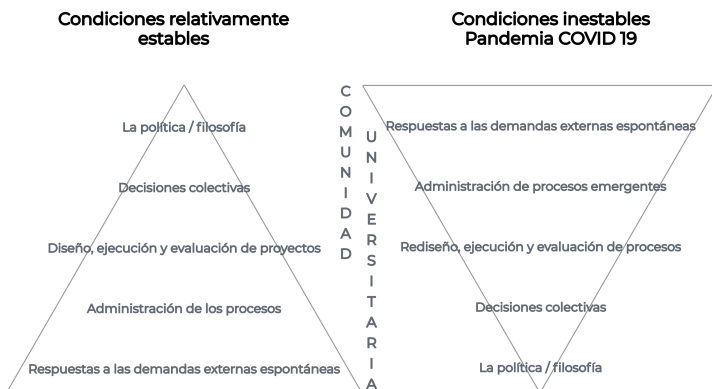 Condiciones relativamente
estables
La política / filosofía
Decisiones colectivas
Diseño, ejecución y evaluación de proyectos
Administración de los procesos
Respuestas a las demandas externas espontáneas
COMUNIDAD
UNIVERSITARIA
Condiciones inestables
Pandemia COVID 19
Respuestas a las demandas externas espontáneas
Administración de procesos emergentes
Rediseño, ejecución y evaluación de procesos
Decisiones colectivas
La política / filosofía